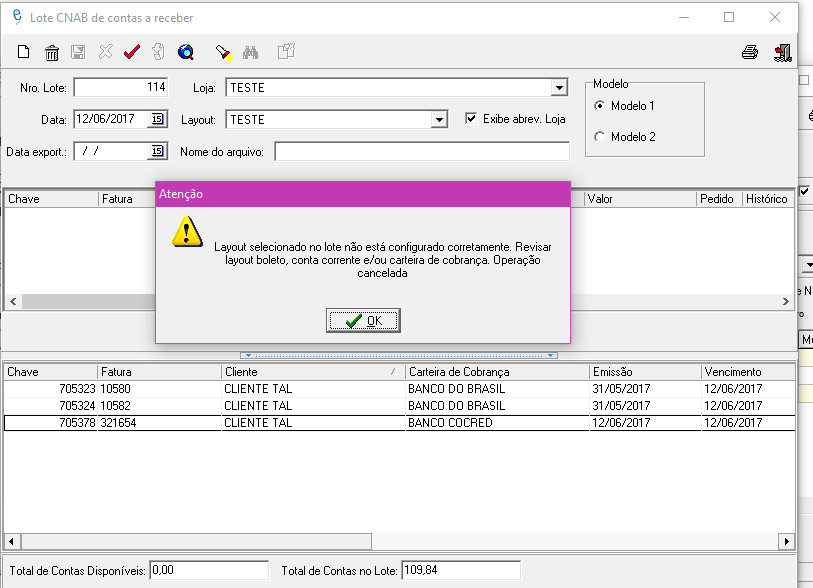 Lote CNAB de contas a receber
Nro. Lote: 114 Loja: TESTE
Modelo
Modelo 1
Data: 12/06/2017 15 Layout: TESTE Exibe abrev. Loja
Modelo 2
Data export.: / / 15 Nome do arquivo:
Chave Fatura Valor Pedido Histórico
Atenção
Layout selecionado no lote não está configurado corretamente. Revisar
layout boleto, conta corrente e/ou carteira de cobrança. Operação
cancelada
OK
Chave Fatura Cliente Carteira de Cobrança Emissão Vencimento
705323 10580 CLIENTE TAL BANCO DO BRASIL 31/05/2017 12/06/2017
705324 10582 CLIENTE TAL BANCO DO BRASIL 31/05/2017 12/06/2017
705378 321654 CLIENTE TAL BANCO COCRED 12/06/2017 12/06/2017
Total de Contas Disponíveis: 0,00 Total de Contas no Lote: 109,84